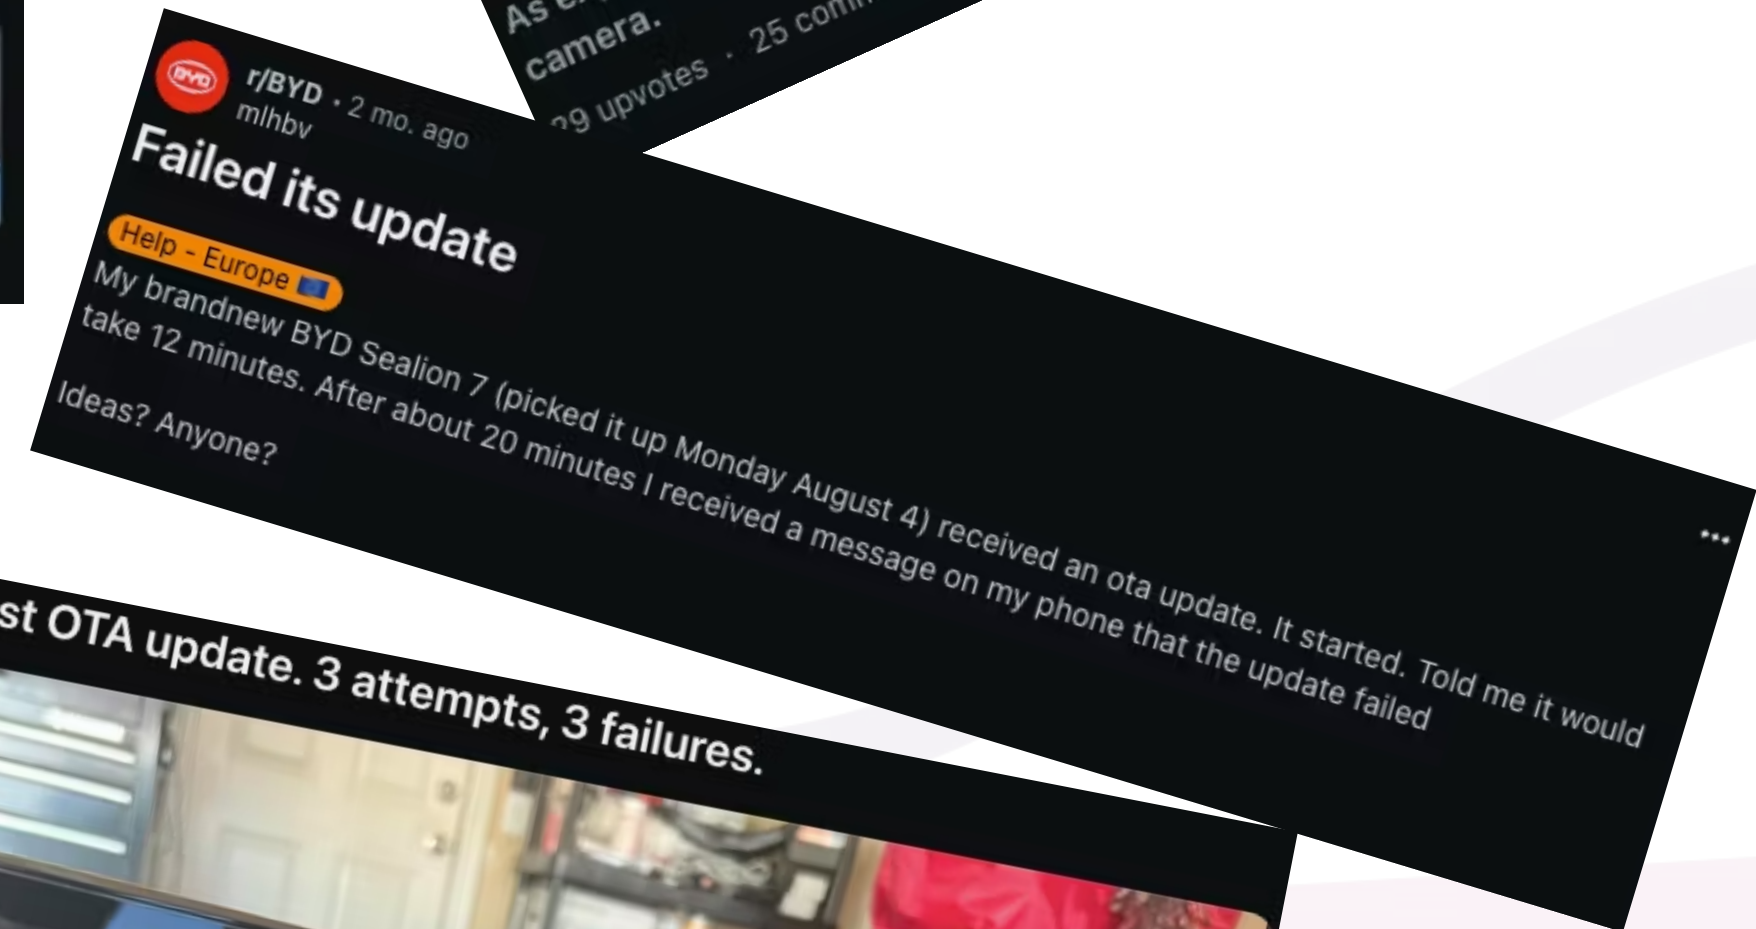 As
camera.
29 upvotes · 25
BYD
r/BYD · 2 mo. ago
mlhbv
Failed its update
Help - Europe
My brandnew BYD Sealion 7 (picked it up Monday August 4) received an ota update. It started. Told me it would
take 12 minutes. After about 20 minutes I received a message on my phone that the update failed
Ideas? Anyone?
OTA update. 3 attempts, 3 failures.